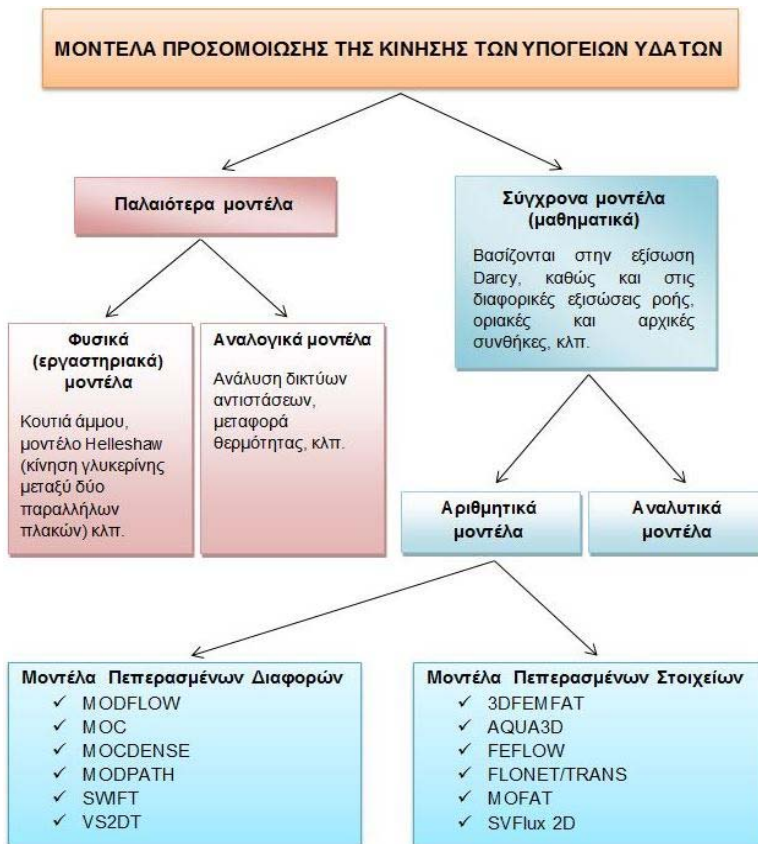 ΜΟΝΤΕΛΑ ΠΡΟΣΟΜΟΙΩΣΗΣ ΤΗΣ ΚΙΝΗΣΗΣ ΤΩΝ ΥΠΟΓΕΙΩΝ ΥΔΑΤΩΝ
Παλαιότερα μοντέλα
Σύγχρονα μοντέλα
(μαθηματικά)
Βασίζονται στην εξίσωση
Darcy, καθώς και στις
διαφορικές εξισώσεις ροής,
οριακές και αρχικές
συνθήκες, κλπ.
Φυσικά
(εργαστηριακά)
μοντέλα
Κουτιά άμμου,
μοντέλο Helleshaw
(κίνηση γλυκερίνης
μεταξύ δύο
παραλλήλων
πλακών) κλπ.
Αναλογικά μοντέλα
Ανάλυση δικτύων
αντιστάσεων,
μεταφορά
θερμότητας, κλπ.
Αριθμητικά
μοντέλα
Αναλυτικά
μοντέλα
Μοντέλα Πεπερασμένων Διαφορών
✓ MODFLOW
✓ MOC
✓ MOCDENSE
✓ MODPATH
✓ SWIFT
✓ VS2DT
Μοντέλα Πεπερασμένων Στοιχείων
✓ 3DFEMFAT
✓ AQUA3D
✓ FEFLOW
✓ FLONET/TRANS
✓ MOFAT
✓ SVFlux 2D